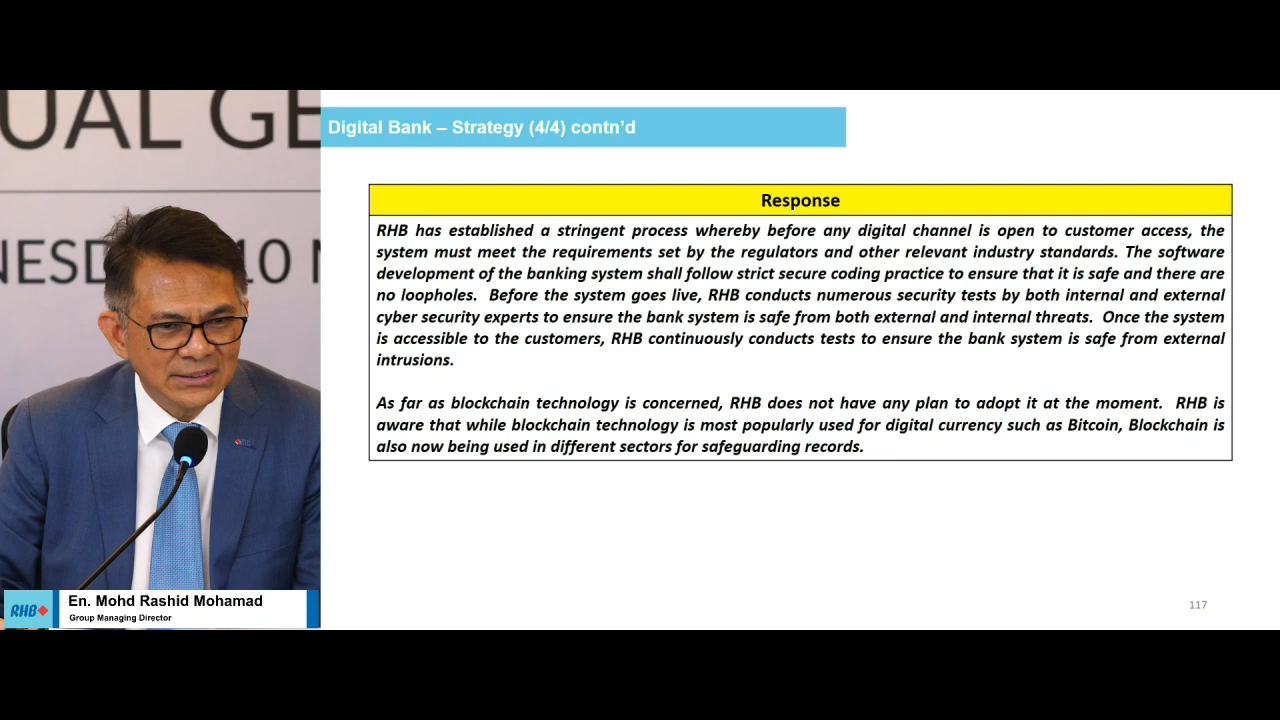 UAL GE
NESD 10
Digital Bank – Strategy (4/4) contn’d
Response
RHB has established a stringent process whereby before any digital channel is open to customer access, the
system must meet the requirements set by the regulators and other relevant industry standards. The software
development of the banking system shall follow strict secure coding practice to ensure that it is safe and there are
no loopholes. Before the system goes live, RHB conducts numerous security tests by both internal and external
cyber security experts to ensure the bank system is safe from both external and internal threats. Once the system
is accessible to the customers, RHB continuously conducts tests to ensure the bank system is safe from external
intrusions.
As far as blockchain technology is concerned, RHB does not have any plan to adopt it at the moment. RHB is
aware that while blockchain technology is most popularly used for digital currency such as Bitcoin, Blockchain is
also now being used in different sectors for safeguarding records.
RHB
En. Mohd Rashid Mohamad
Group Managing Director
117